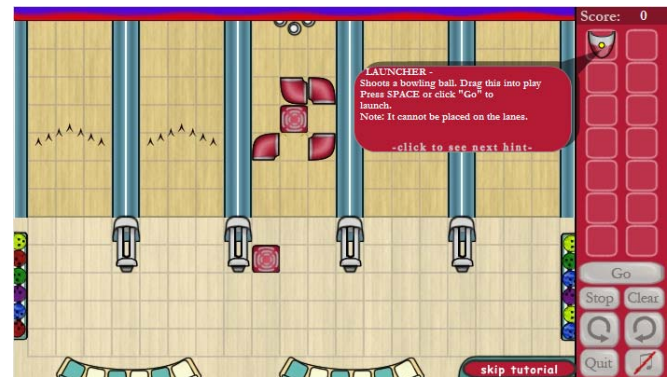 Score: 0
LAUNCHER -
Shoots a bowling ball. Drag this into play
Press SPACE or click "Go" to
launch.
Note: It cannot be placed on the lanes.
-click to see next hint-
Go
Stop Clear
Quit
skip tutorial